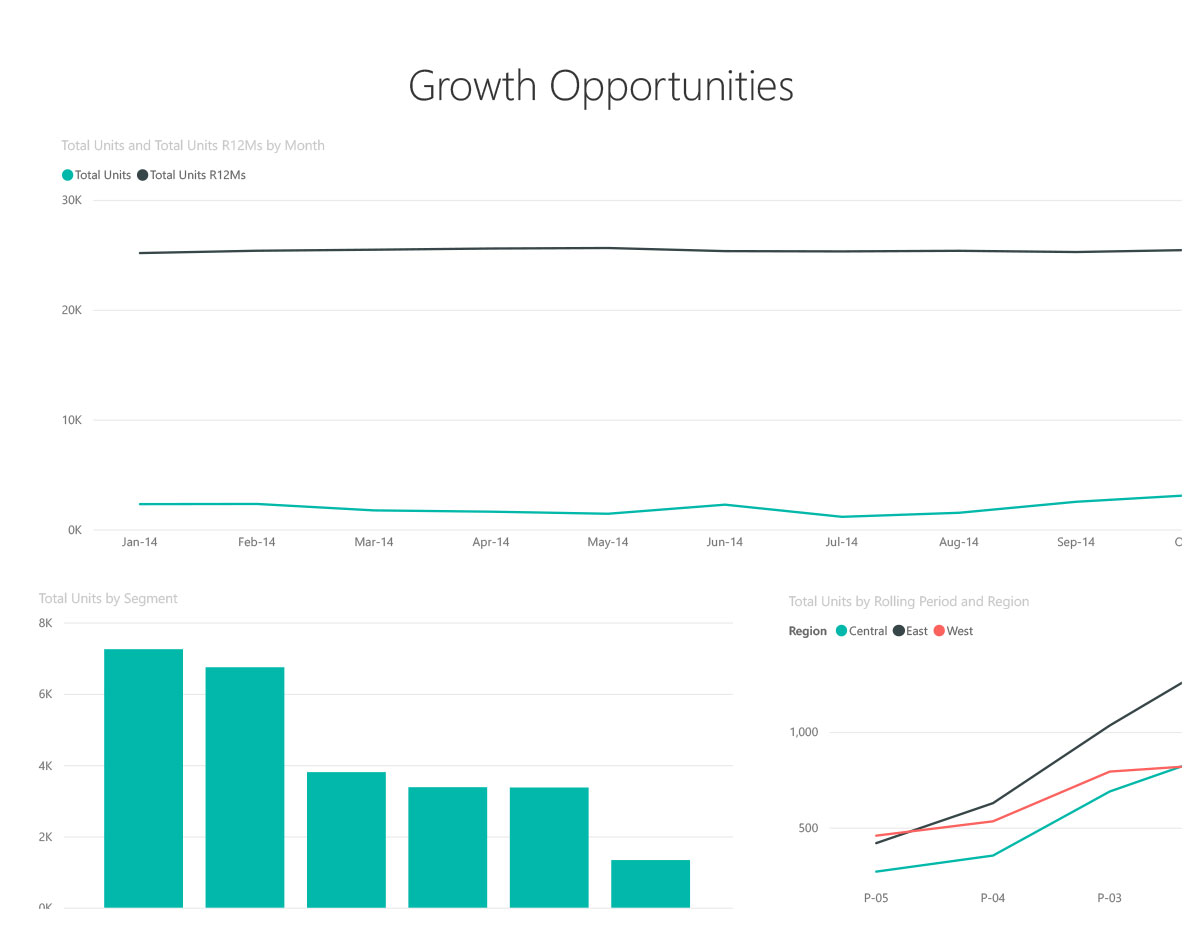 Growth Opportunities
Total Units and Total Units R12Ms by Month
Total Units Total Units R12Ms
30K
20K
10K
0K
Jan-14 Feb-14 Mar-14 Apr-14 May-14 Jun-14 Jul-14 Aug-14 Sep-14
Total Units by Segment
8K
6K
4K
2K
0K
Total Units by Rolling Period and Region
Region Central East West
1,000
500
P-05 P-04 P-03